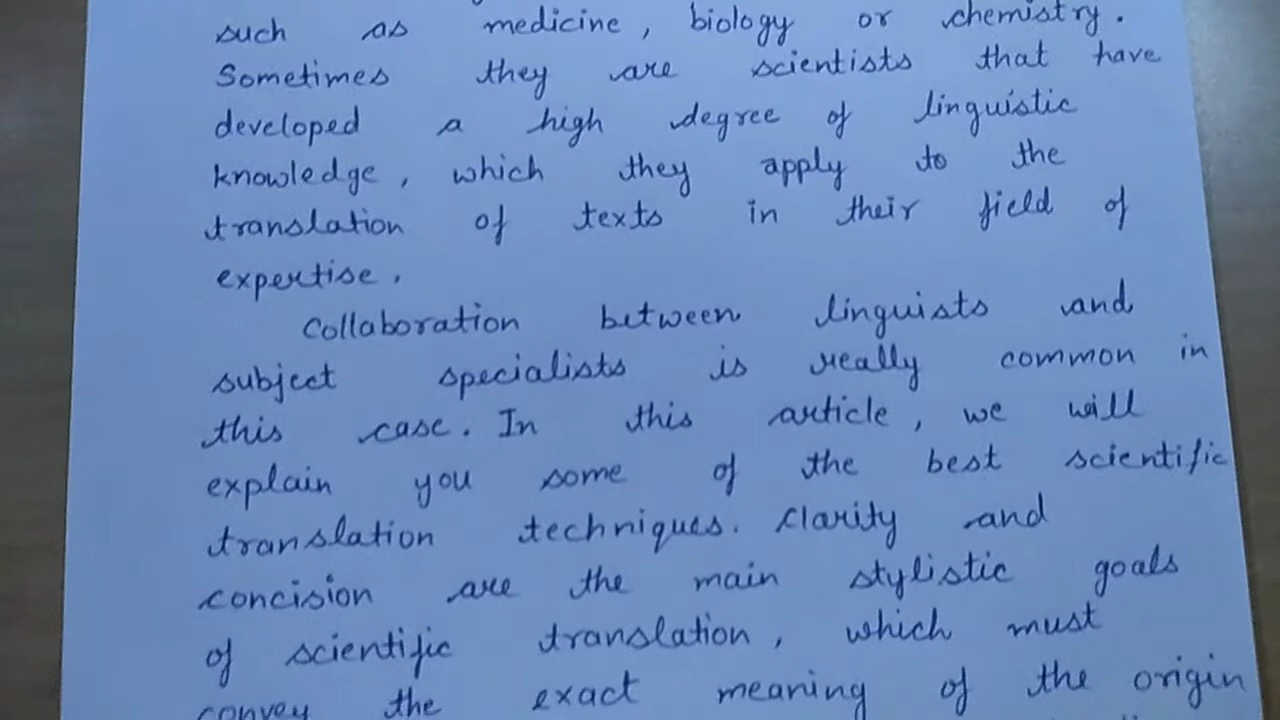 such as medicine, biology or chemistry.
Sometimes they are scientists that have
developed a high degree of linguistic
knowledge, which they apply to the
translation of texts in their field of
expertise.
Collaboration between linguists and
subject specialists is really common in
this case. In this article, we will
explain you some of the best scientific
translation techniques. Clarity and
concision are the main stylistic goals
of scientific translation, which must
convey the exact meaning of the origin